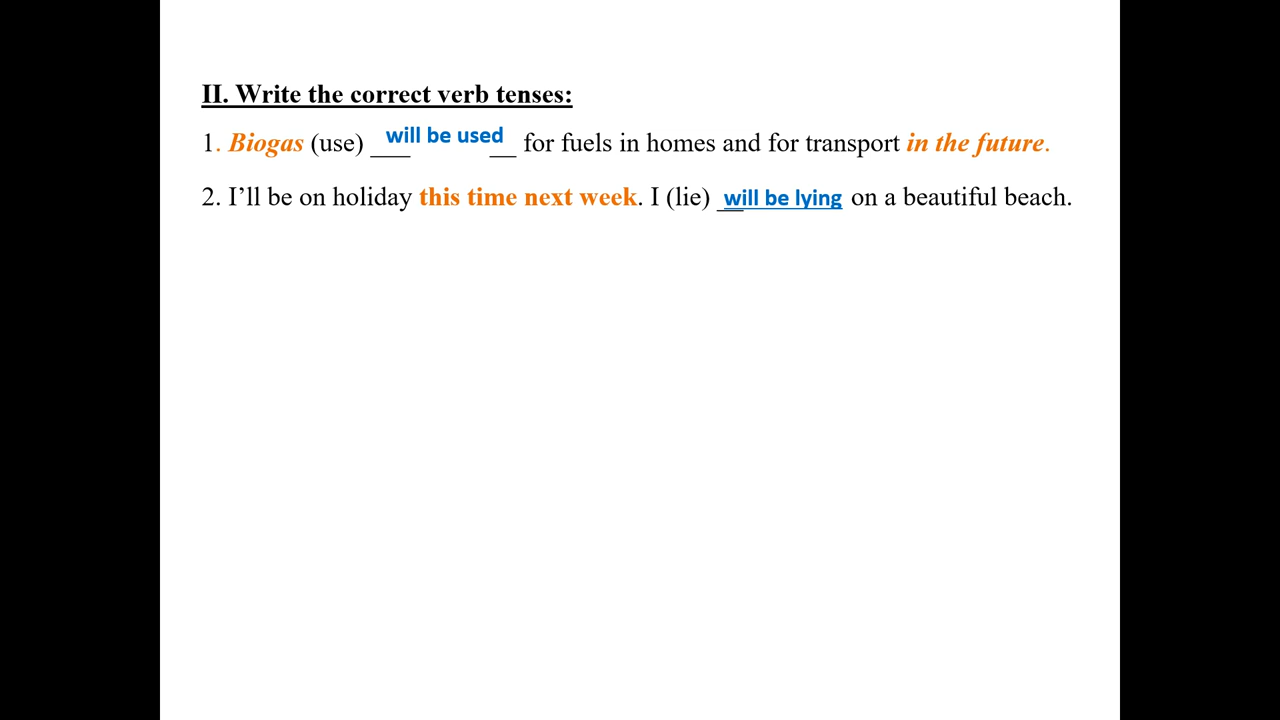 II. Write the correct verb tenses:
1. Biogas (use) ___will be used__ for fuels in homes and for transport in the future.
2. I’ll be on holiday this time next week. I (lie) __will be lying on a beautiful beach.